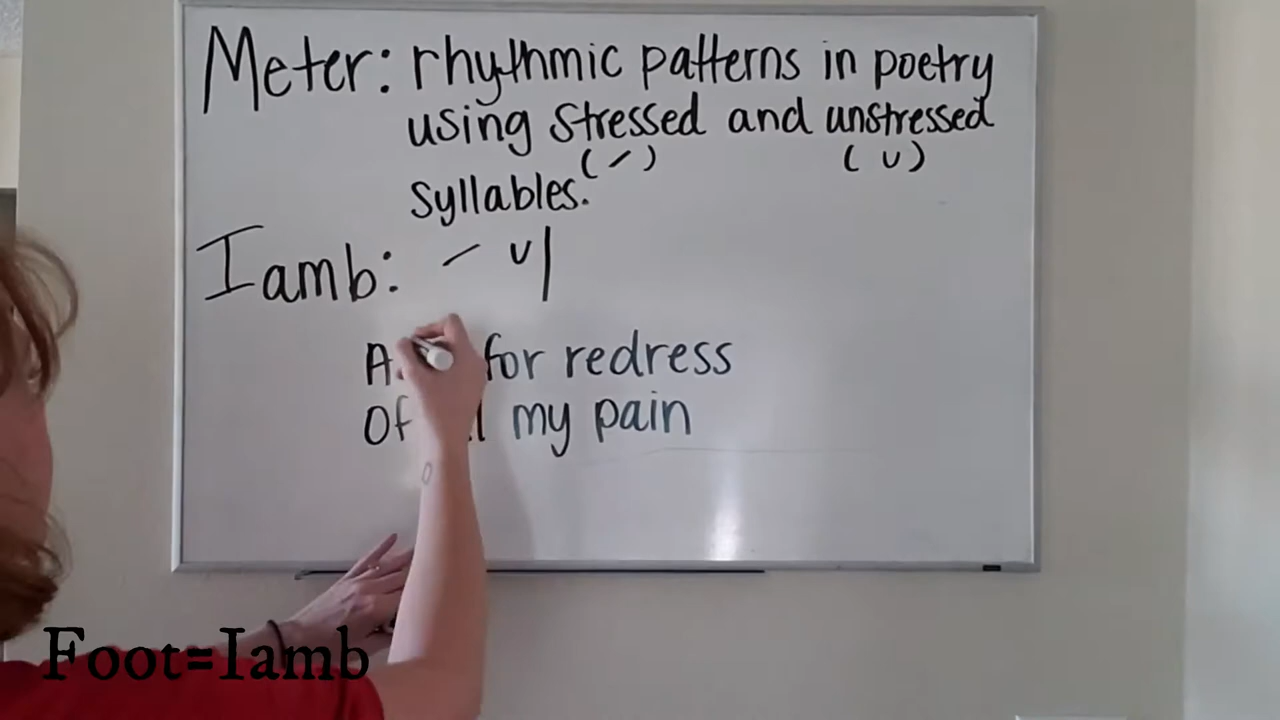 Meter: rhythmic patterns in poetry
using stressed and unstressed
( / ) ( ∪ )
syllables.
Iamb: / ∪ |
for redress
Of my pain
Foot=Iamb